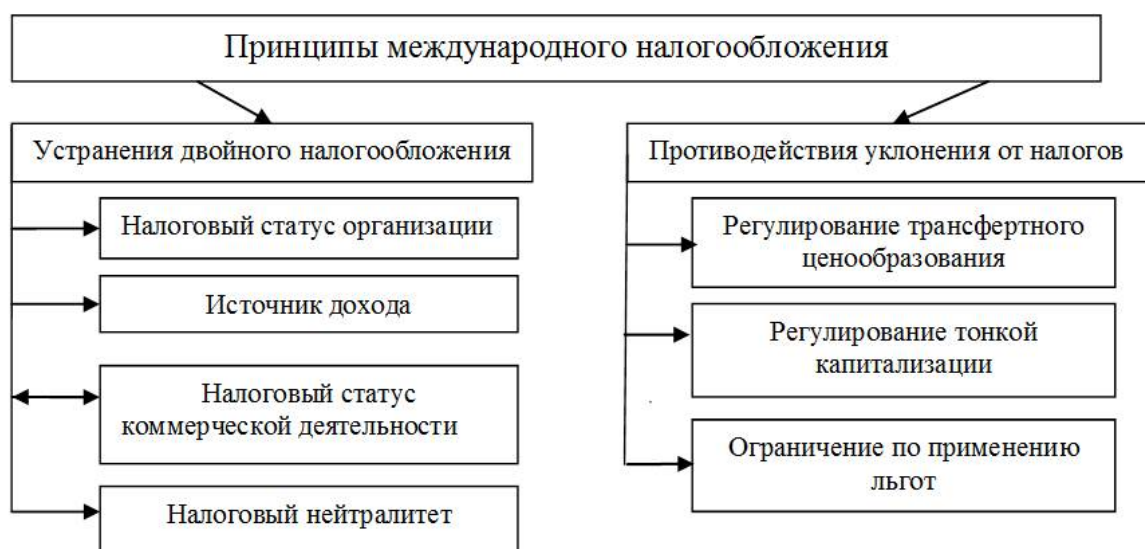 Принципы международного налогообложения
Устранения двойного налогообложения
Налоговый статус организации
Источник дохода
Налоговый статус
коммерческой деятельности
Налоговый нейтралитет
Противодействия уклонения от налогов
Регулирование трансфертного
ценообразования
Регулирование тонкой
капитализации
Ограничение по применению
льгот